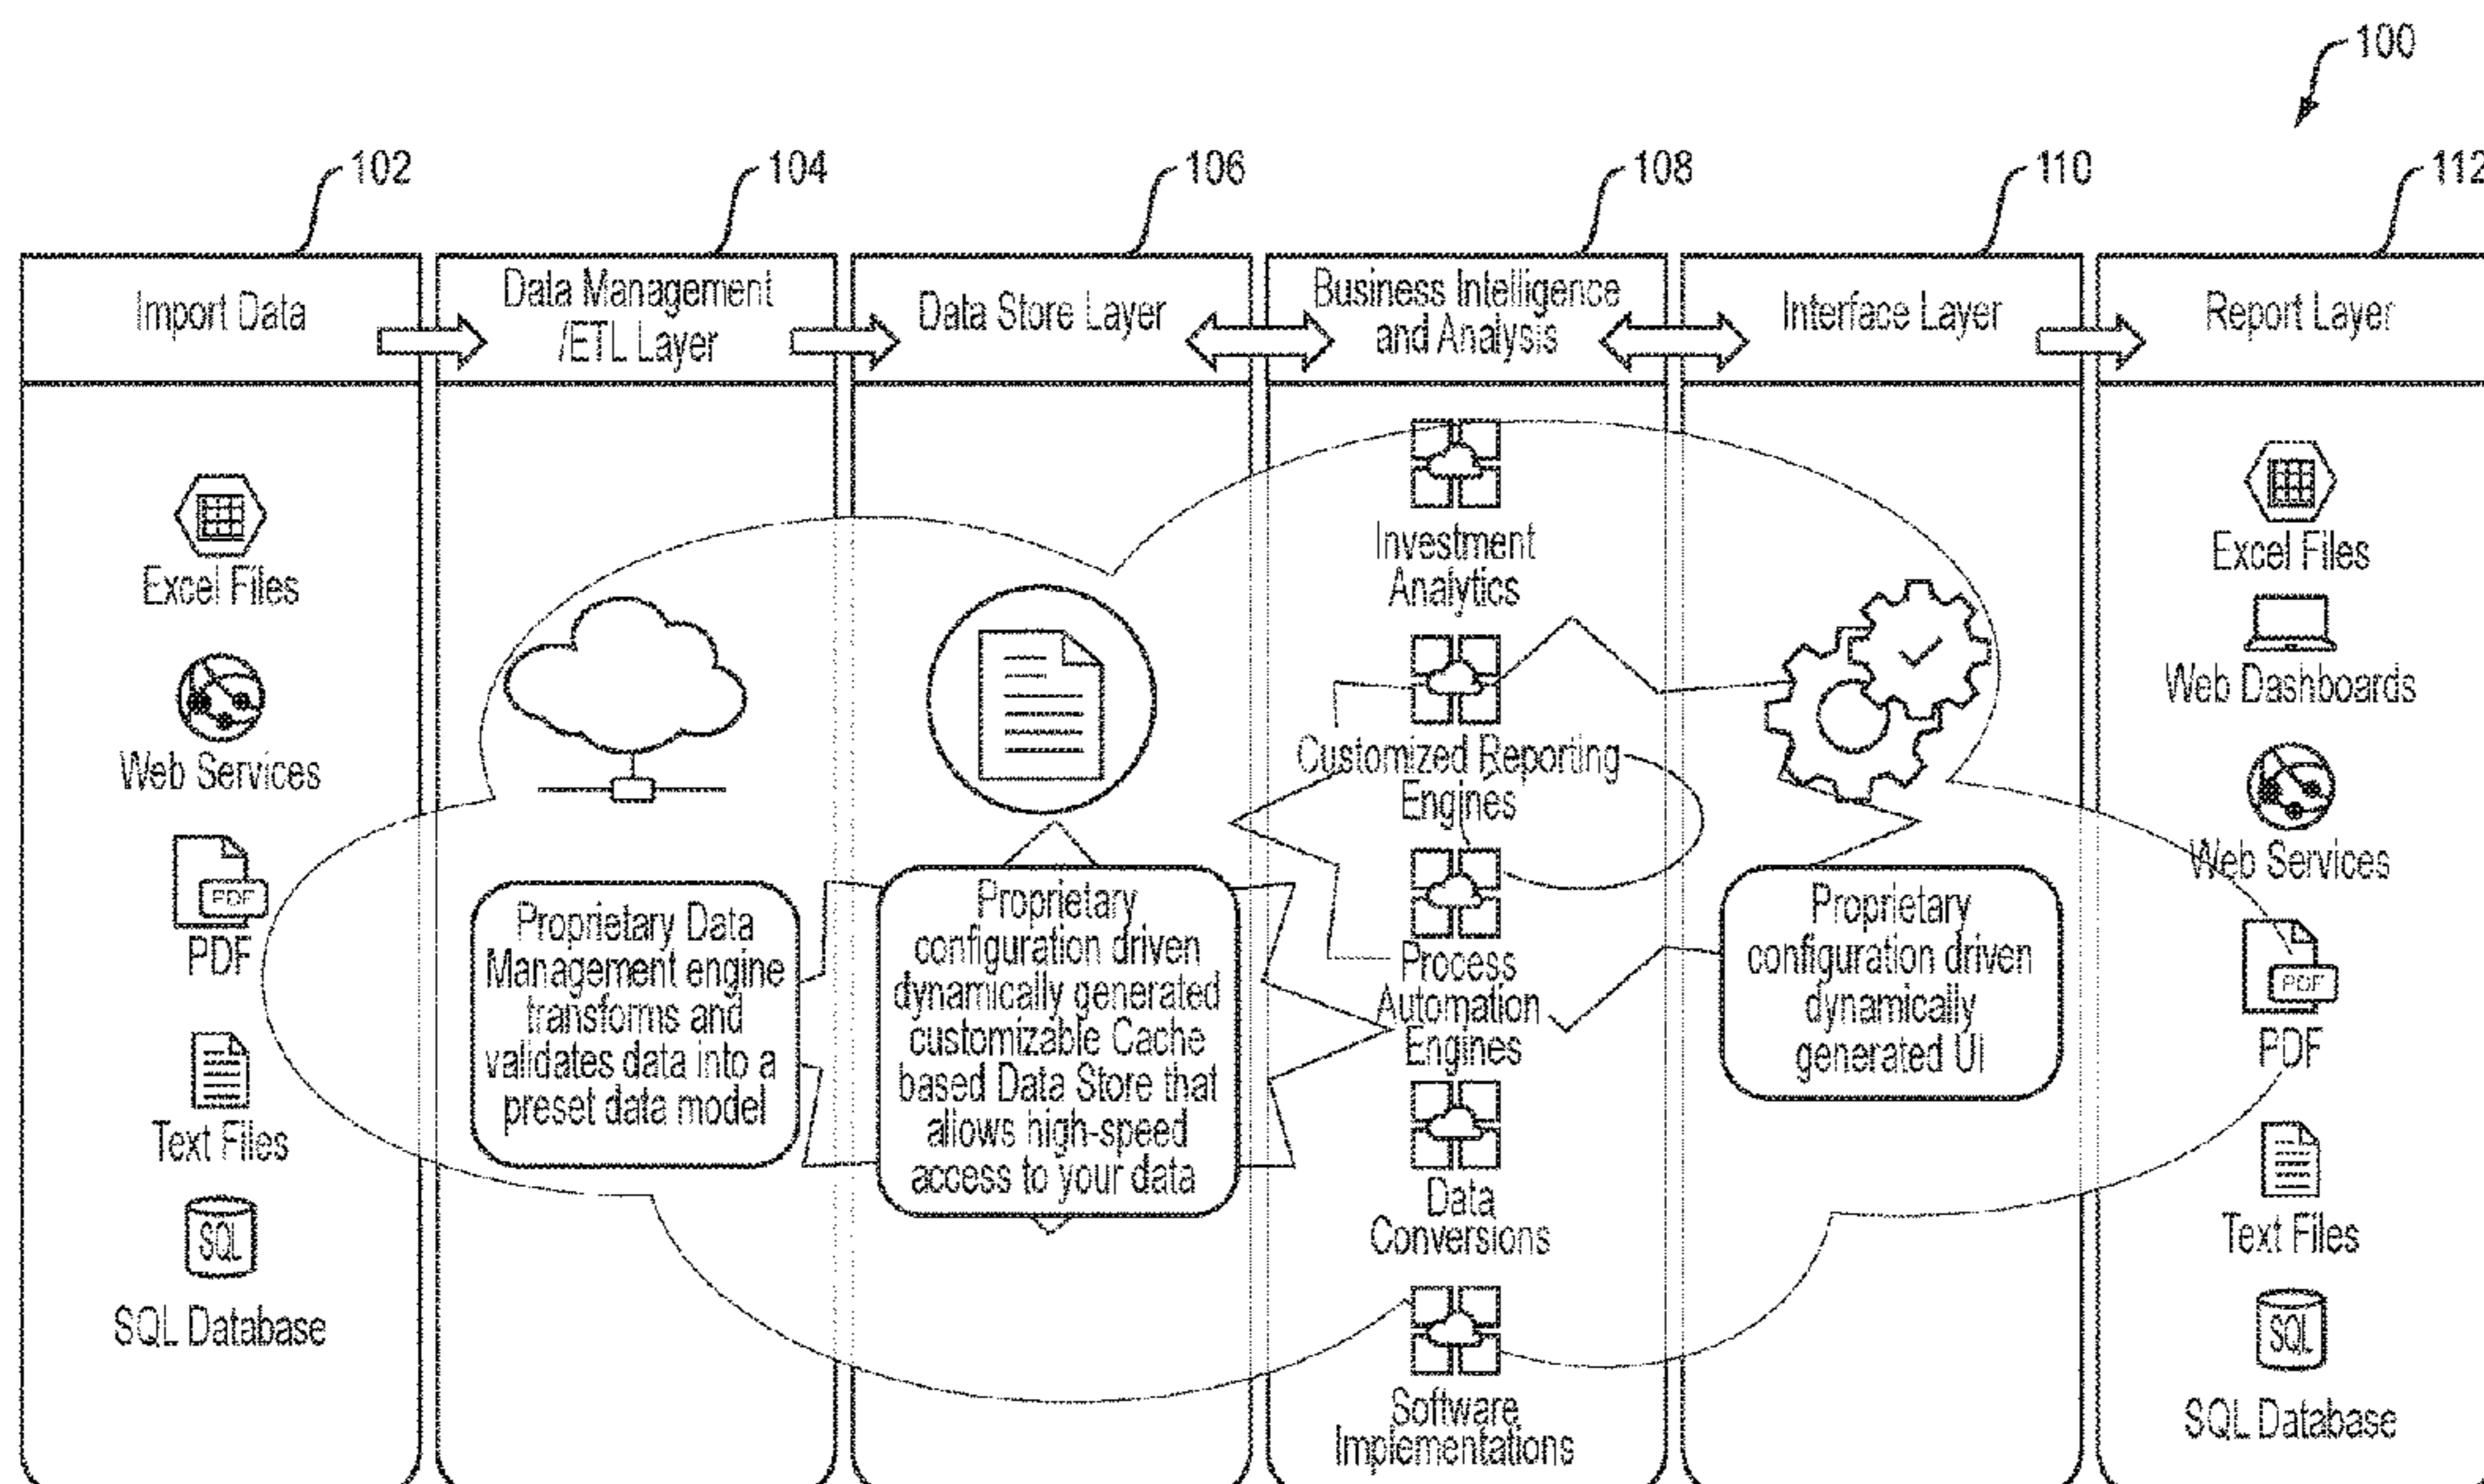 100
102
104
106
108
110
112
Import Data
Data Management
/ETL Layer
Data Store Layer
Business Intelligence
and Analysis
Interface Layer
Report Layer
Excel Files
Web Services
PDF
PDF
Text Files
SQL
SQL Database
Proprietary Data
Management engine
transforms and
validates data into a
preset data model
Proprietary
configuration driven
dynamically generated
customizable Cache
based Data Store that
allows high-speed
access to your data
Investment
Analytics
Customized Reporting
Engines
Process
Automation
Engines
Data
Conversions
Software
Implementations
Proprietary
configuration driven
dynamically
generated UI
Excel Files
Web Dashboards
Web Services
PDF
PDF
Text Files
SQL
SQL Database